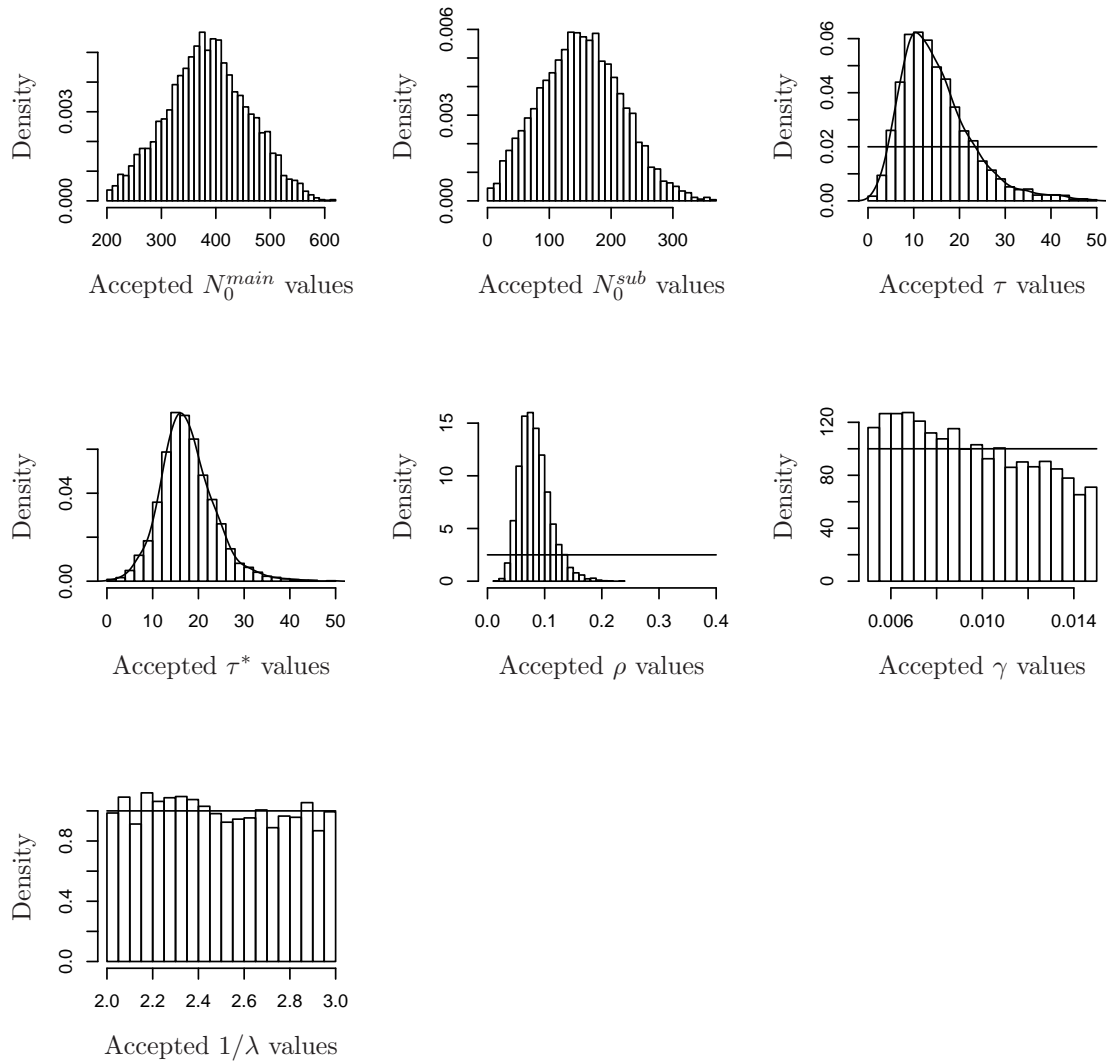 Density
0.000
0.003
200 300 400 500 600
Accepted $N_0^{main}$ values
Density
0.000
0.003
0.006
0 100 200 300
Accepted $N_0^{sub}$ values
Density
0.00
0.02
0.04
0.06
0 10 20 30 40 50
Accepted τ values
Density
0.00
0.04
0 10 20 30 40 50
Accepted τ* values
Density
0
5
10
15
0.0 0.1 0.2 0.3 0.4
Accepted ρ values
Density
0
40
80
120
0.006 0.010 0.014
Accepted γ values
Density
0.0
0.4
0.8
2.0 2.2 2.4 2.6 2.8 3.0
Accepted 1/λ values